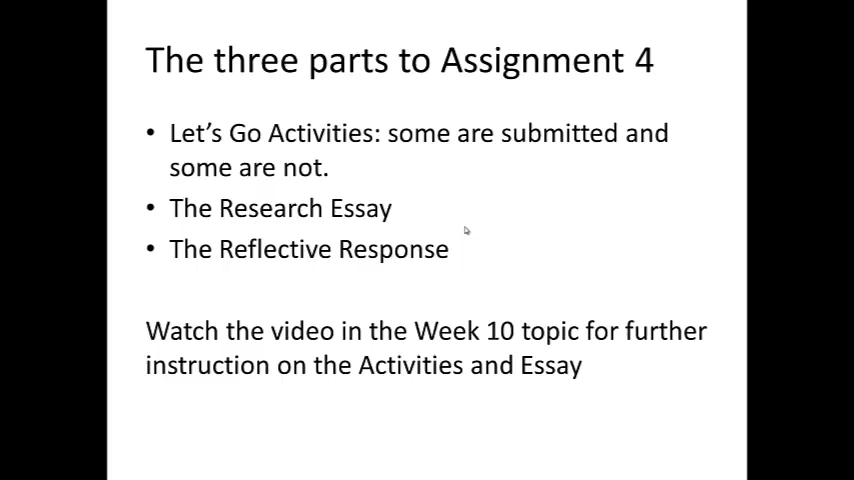 The three parts to Assignment 4
• Let's Go Activities: some are submitted and
some are not.
• The Research Essay
• The Reflective Response
Watch the video in the Week 10 topic for further
instruction on the Activities and Essay